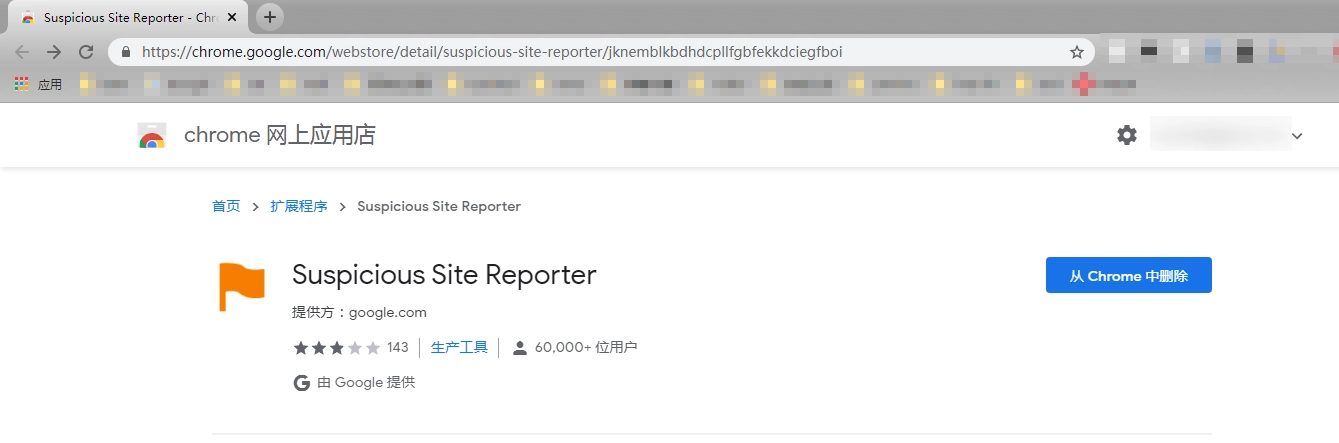 Suspicious Site Reporter - Chr
https://chrome.google.com/webstore/detail/suspicious-site-reporter/jknemblkbdhdcpllfgbfekkdciegfboi
应用
chrome 网上应用店
首页 > 扩展程序 > Suspicious Site Reporter
Suspicious Site Reporter
从 Chrome 中删除
提供方：google.com
143 生产工具 60,000+ 位用户
由 Google 提供